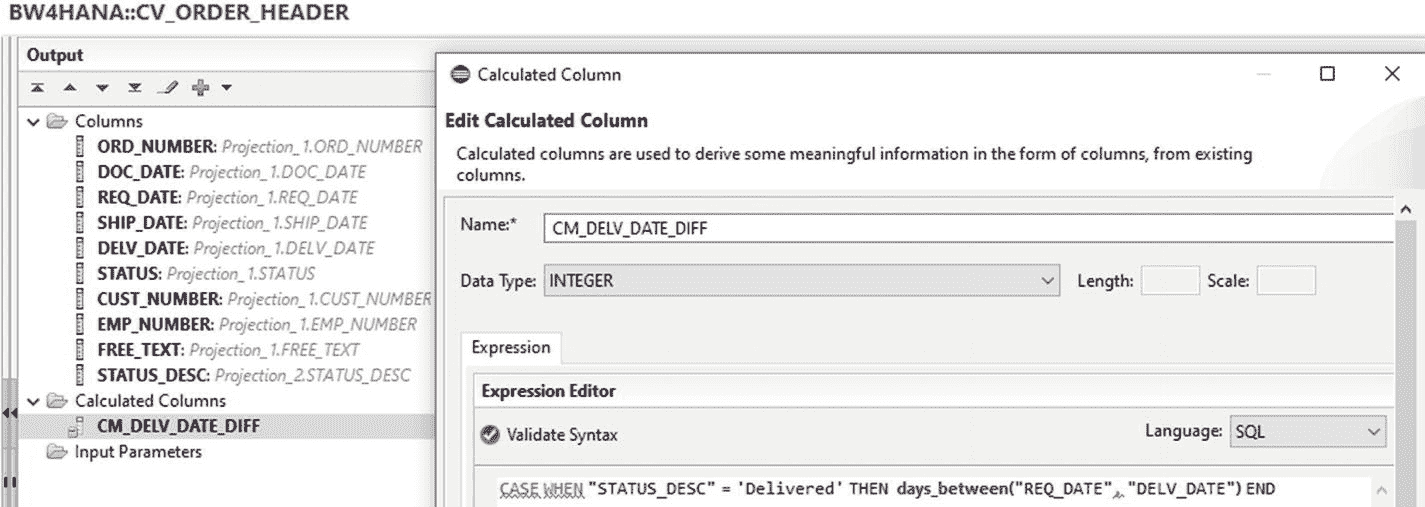 BW4HANA::CV_ORDER_HEADER
Output
Columns
ORD_NUMBER: Projection_1.ORD_NUMBER
DOC_DATE: Projection_1.DOC_DATE
REQ_DATE: Projection_1.REQ_DATE
SHIP_DATE: Projection_1.SHIP_DATE
DELV_DATE: Projection_1.DELV_DATE
STATUS: Projection_1.STATUS
CUST_NUMBER: Projection_1.CUST_NUMBER
EMP_NUMBER: Projection_1.EMP_NUMBER
FREE_TEXT: Projection_1.FREE_TEXT
STATUS_DESC: Projection_2.STATUS_DESC
Calculated Columns
CM_DELV_DATE_DIFF
Input Parameters
Calculated Column
Edit Calculated Column
Calculated columns are used to derive some meaningful information in the form of columns, from existing
columns.
Name:* CM_DELV_DATE_DIFF
Data Type: INTEGER Length: Scale:
Expression
Expression Editor
Validate Syntax Language: SQL
CASE WHEN "STATUS_DESC" = 'Delivered' THEN days_between("REQ_DATE", "DELV_DATE") END